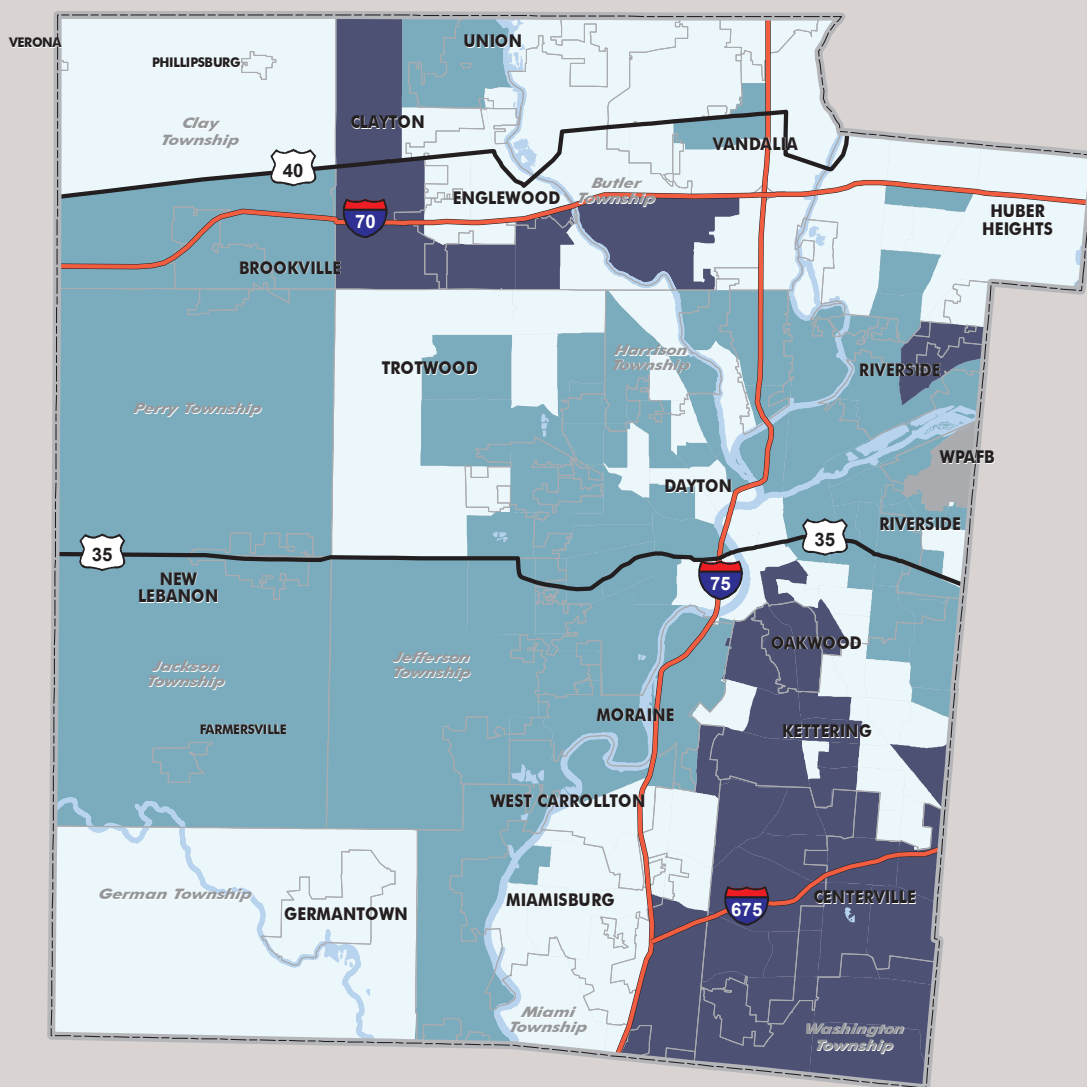 VERONA
UNION
PHILLIPSBURG
Clay
Township
CLAYTON
VANDALIA
40
Butler
Township
ENGLEWOOD
70
HUBER
HEIGHTS
BROOKVILLE
Harrison
Township
TROTWOOD
RIVERSIDE
Perry Township
WPAFB
DAYTON
RIVERSIDE
35
35
NEW
LEBANON
75
OAKWOOD
Jackson
Township
Jefferson
Township
MORAINE
FARMERSVILLE
KETTERING
WEST CARROLLTON
German Township
GERMANTOWN
MIAMISBURG
675
CENTERVILLE
Miami
Township
Washington
Township